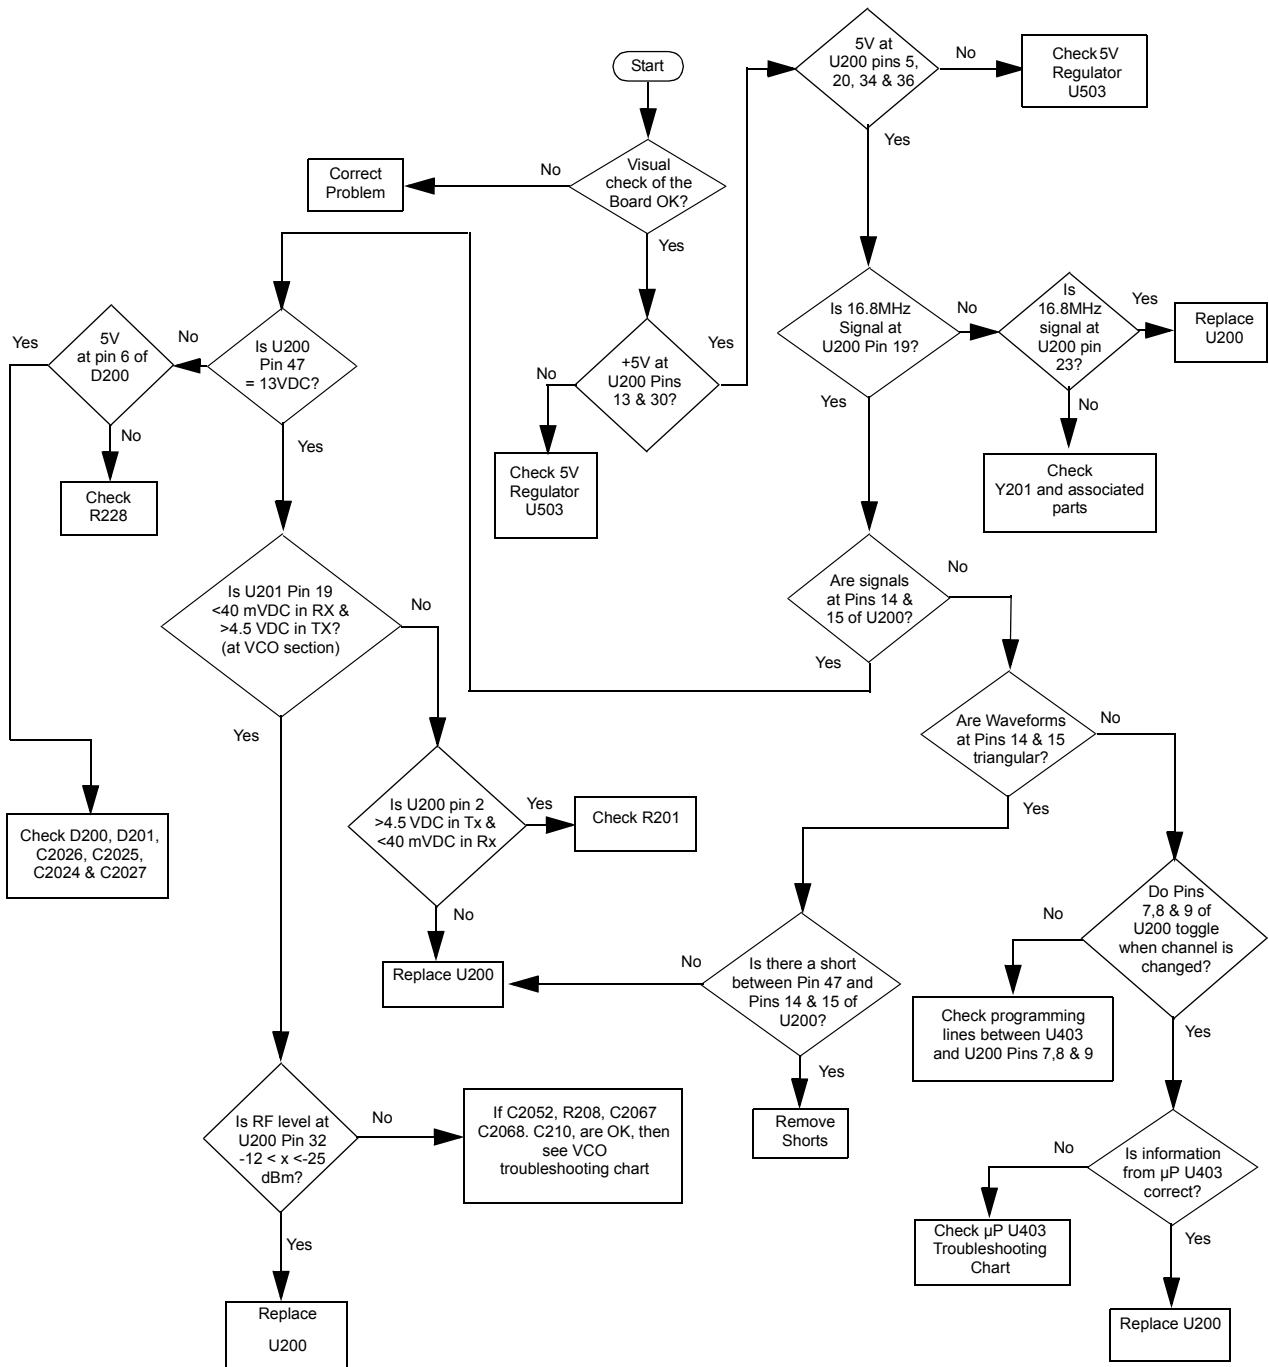 Start
Visual
check of the
Board OK?
No
Correct
Problem
Yes
+5V at
U200 Pins
13 & 30?
No
Check 5V
Regulator
U503
Yes
5V at
U200 pins 5,
20, 34 & 36
No
Check 5V
Regulator
U503
Yes
Is 16.8MHz
Signal at
U200 Pin 19?
No
Is
16.8MHz
signal at
U200 pin
23?
Yes
Replace
U200
No
Check
Y201 and associated
parts
Yes
Are signals
at Pins 14 &
15 of U200?
No
Yes
Is U200
Pin 47
= 13VDC?
No
5V
at pin 6 of
D200
Yes
No
Check
R228
Check D200, D201,
C2026, C2025,
C2024 & C2027
Yes
Is U201 Pin 19
<40 mVDC in RX &
>4.5 VDC in TX?
(at VCO section)
No
Yes
Is U200 pin 2
>4.5 VDC in Tx &
<40 mVDC in Rx
Yes
Check R201
No
Replace U200
Are Waveforms
at Pins 14 & 15
triangular?
No
Yes
Is there a short
between Pin 47 and
Pins 14 & 15 of
U200?
No
Yes
Remove
Shorts
Do Pins
7,8 & 9 of
U200 toggle
when channel is
changed?
No
Check programming
lines between U403
and U200 Pins 7,8 & 9
Yes
Is information
from µP U403
correct?
No
Check µP U403
Troubleshooting
Chart
Yes
Replace U200
Is RF level at
U200 Pin 32
-12 < x <-25
dBm?
No
If C2052, R208, C2067
C2068. C210, are OK, then
see VCO
troubleshooting chart
Yes
Replace
U200